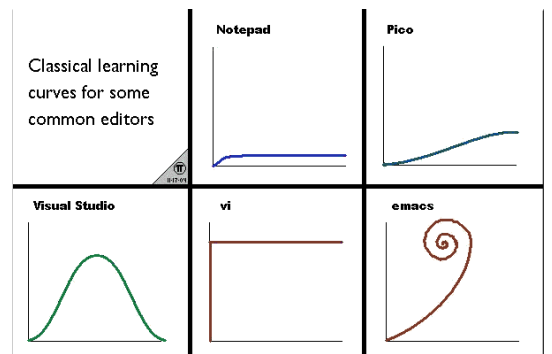 Classical learning
curves for some
common editors
Notepad
Pico
Visual Studio
vi
emacs